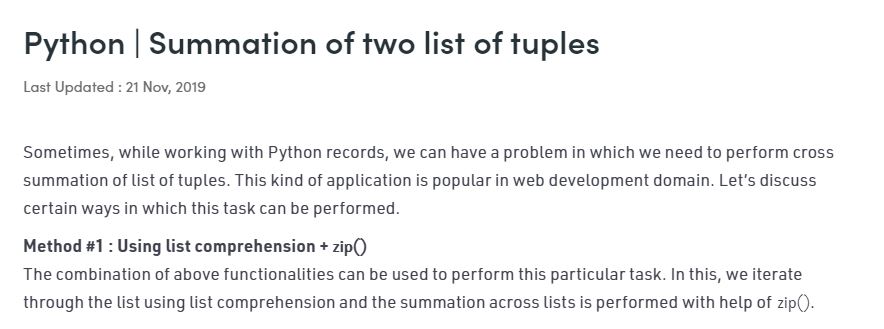 Python | Summation of two list of tuples
Last Updated : 21 Nov, 2019
Sometimes, while working with Python records, we can have a problem in which we need to perform cross
summation of list of tuples. This kind of application is popular in web development domain. Let’s discuss
certain ways in which this task can be performed.
Method #1 : Using list comprehension + zip()
The combination of above functionalities can be used to perform this particular task. In this, we iterate
through the list using list comprehension and the summation across lists is performed with help of zip().